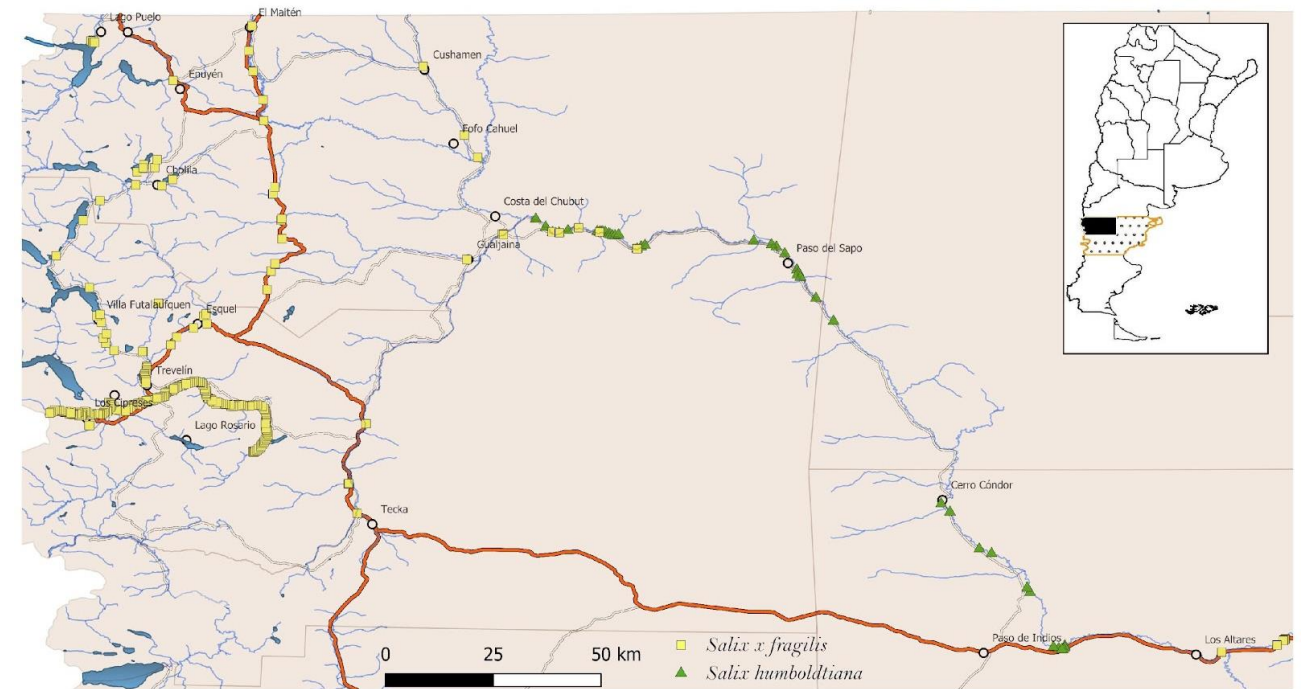 Lago Puelo
El Maitén
Cushamen
Epuyén
Fofo Cahuel
Cholila
Costa del Chubut
Gualjaina
Paso del Sapo
Villa Futalaufquen
Esquel
Trevelín
Los Cipreses
Lago Rosario
Cerro Cóndor
Tecka
Paso de Indios
Los Altares
0 25 50 km
Salix x fragilis
Salix humboldtiana